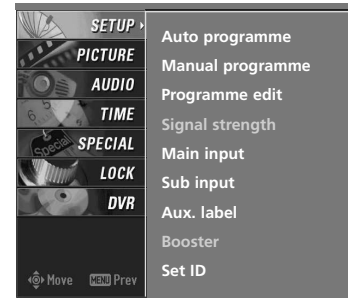 SETUP
PICTURE
AUDIO
TIME
Special SPECIAL
LOCK
DVR
Move MENU Prev
Auto programme
Manual programme
Programme edit
Signal strength
Main input
Sub input
Aux. label
Booster
Set ID